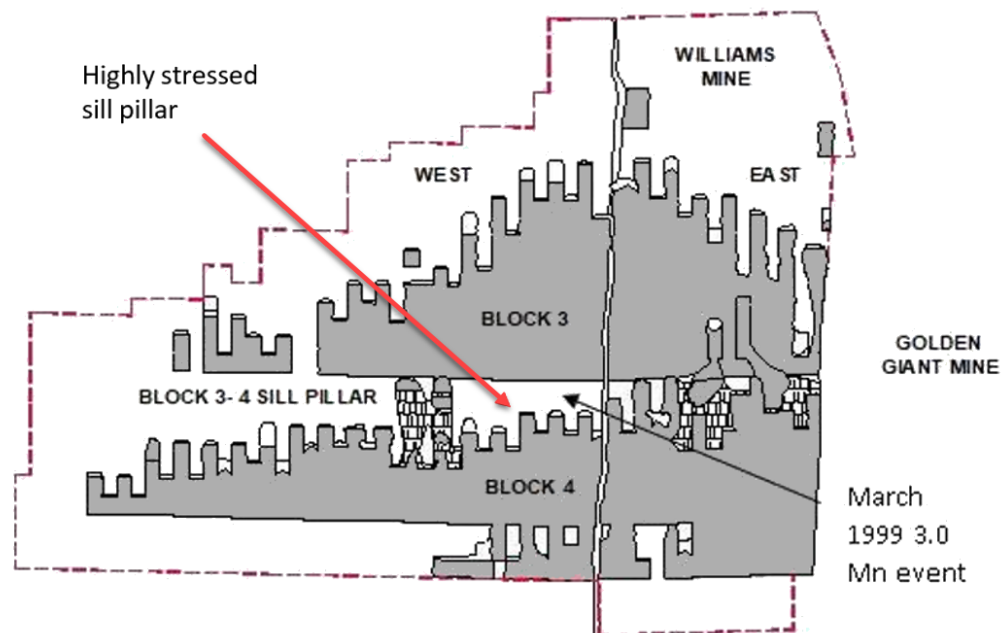 Highly stressed
sill pillar
WILLIAMS
MINE
WEST
EAST
BLOCK 3
GOLDEN
GIANT MINE
BLOCK 3- 4 SILL PILLAR
BLOCK 4
March
1999 3.0
Mn event